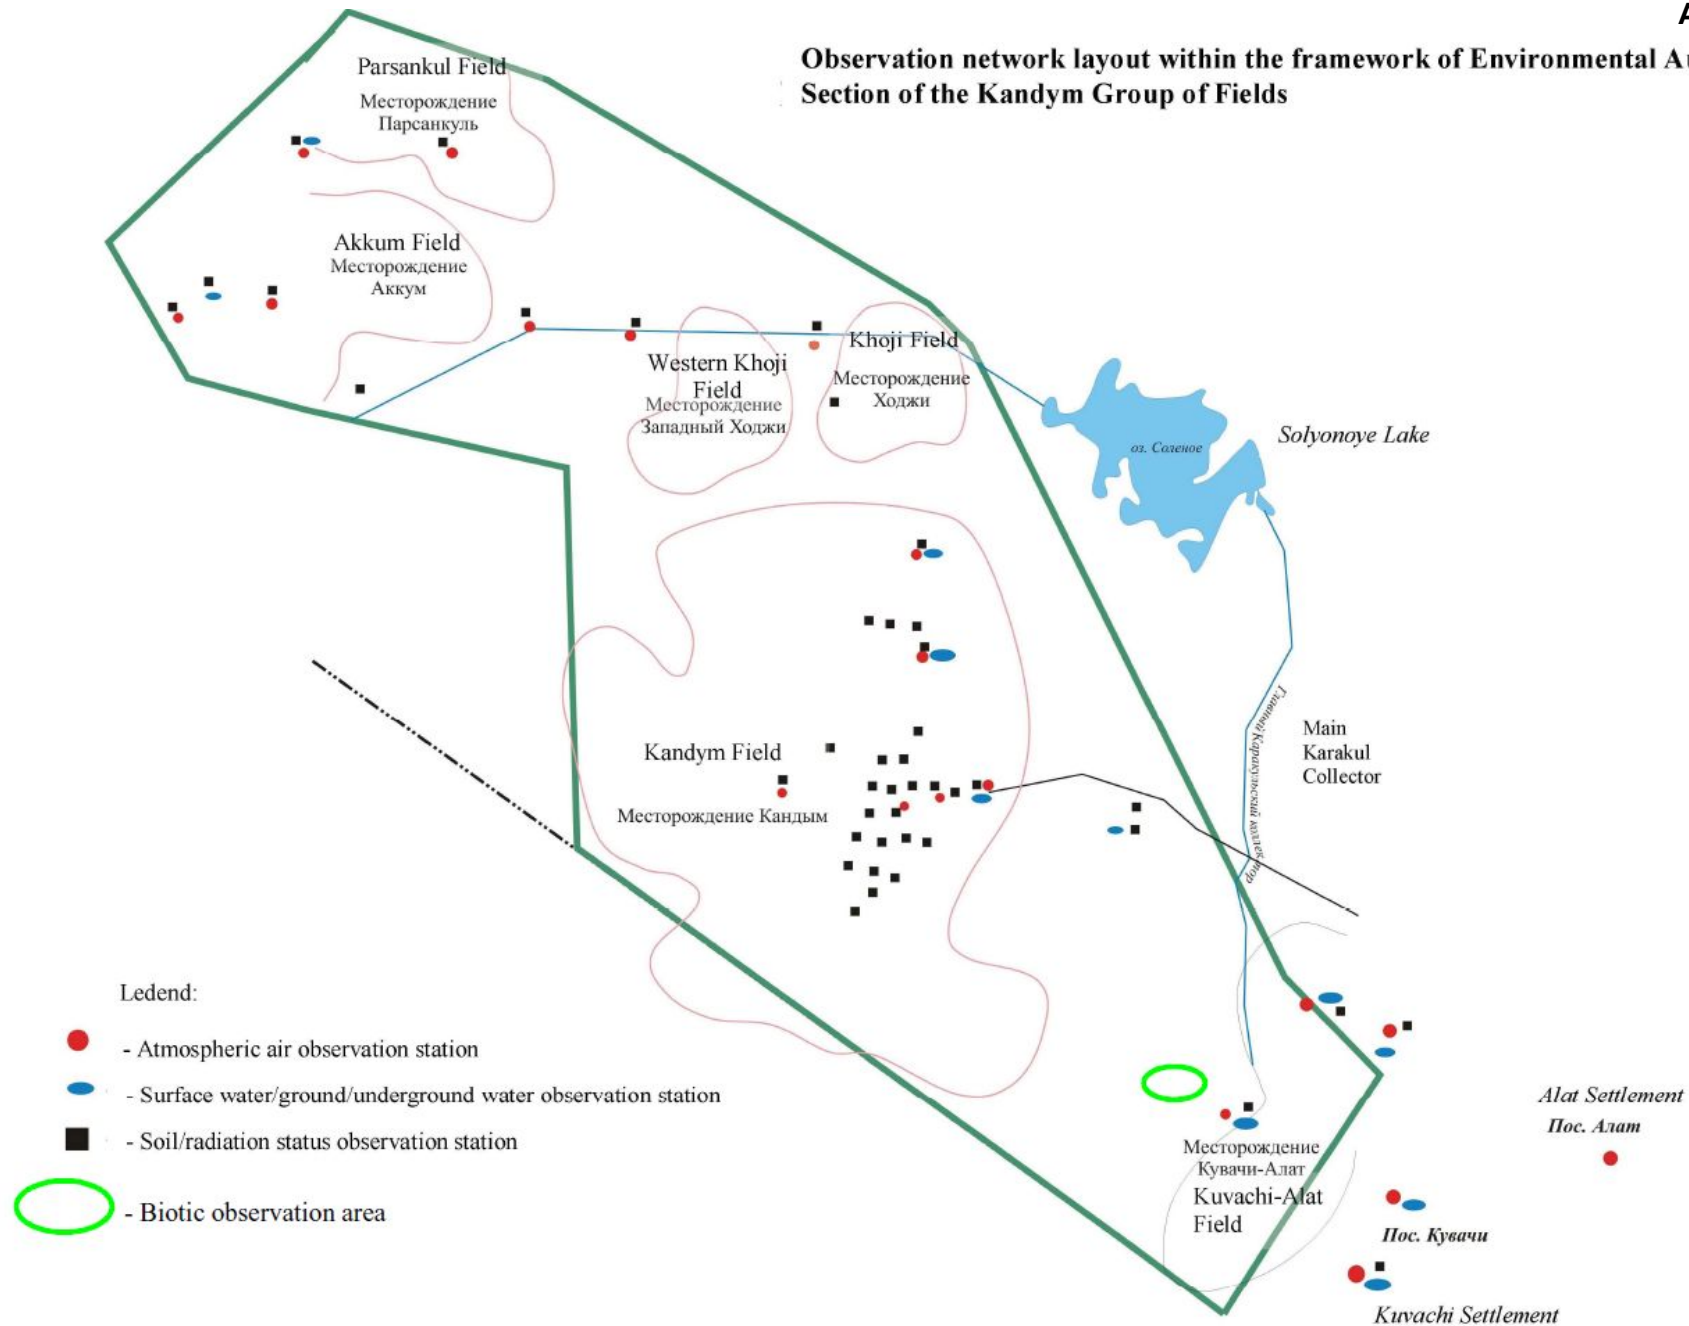 A
Observation network layout within the framework of Environmental Au
Section of the Kandym Group of Fields
Parsankul Field
Месторождение
Парсанкуль
Akkum Field
Месторождение
Аккум
Western Khoji
Field
Месторождение
Западный Ходжи
Khoji Field
Месторождение
Ходжи
оз. Соленое
Solyonoye Lake
Kandym Field
Месторождение Кандым
Главный Каракульский коллектор
Main
Karakul
Collector
Ledend:
- Atmospheric air observation station
- Surface water/ground/underground water observation station
- Soil/radiation status observation station
- Biotic observation area
Месторождение
Кувачи-Алат
Kuvachi-Alat
Field
Alat Settlement
Пос. Алат
Пос. Кувачи
Kuvachi Settlement